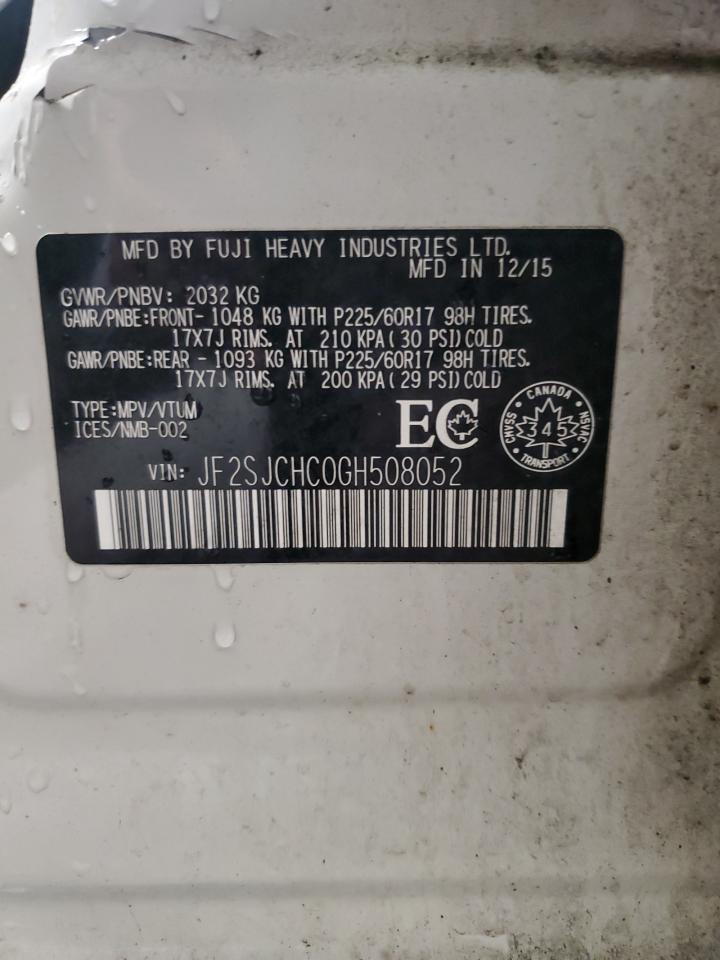 MFD BY FUJI HEAVY INDUSTRIES LTD.
MFD IN 12/15
GVWR/PNBV: 2032 KG
GAWR/PNBE:FRONT- 1048 KG WITH P225/60R17 98H TIRES.
17X7J RIMS. AT 210 KPA ( 30 PSI) COLD
GAWR/PNBE:REAR - 1093 KG WITH P225/60R17 98H TIRES.
17X7J RIMS. AT 200 KPA ( 29 PSI) COLD
TYPE:MPV/VTUM
ICES/NMB-002
EC
CANADA
CMVSS
345
NSVAC
TRANSPORT
VIN: JF2SJCHC0GH508052